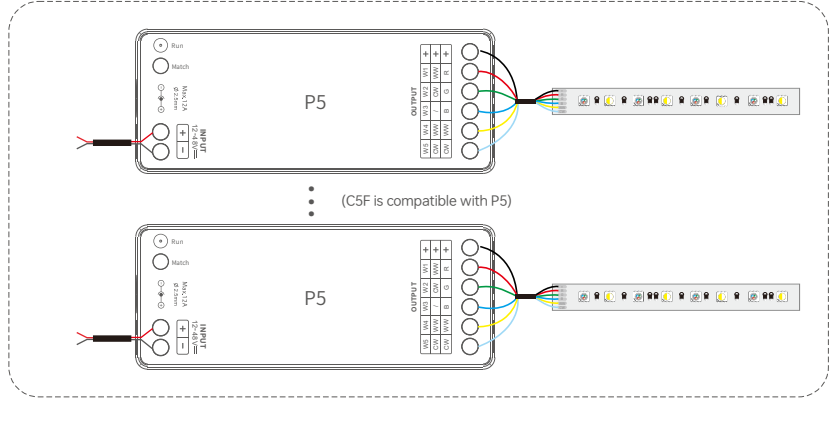 Run
Match
Max.12A
Ø 2.5mm
+
−
INPUT
12-48V⎓
P5
OUTPUT
+ + +
W1 WW R
W2 CW G
W3 / B
W4 WW WW
W5 CW CW
(C5F is compatible with P5)
Run
Match
Max.12A
Ø 2.5mm
+
−
INPUT
12-48V⎓
P5
OUTPUT
+ + +
W1 WW R
W2 CW G
W3 / B
W4 WW WW
W5 CW CW